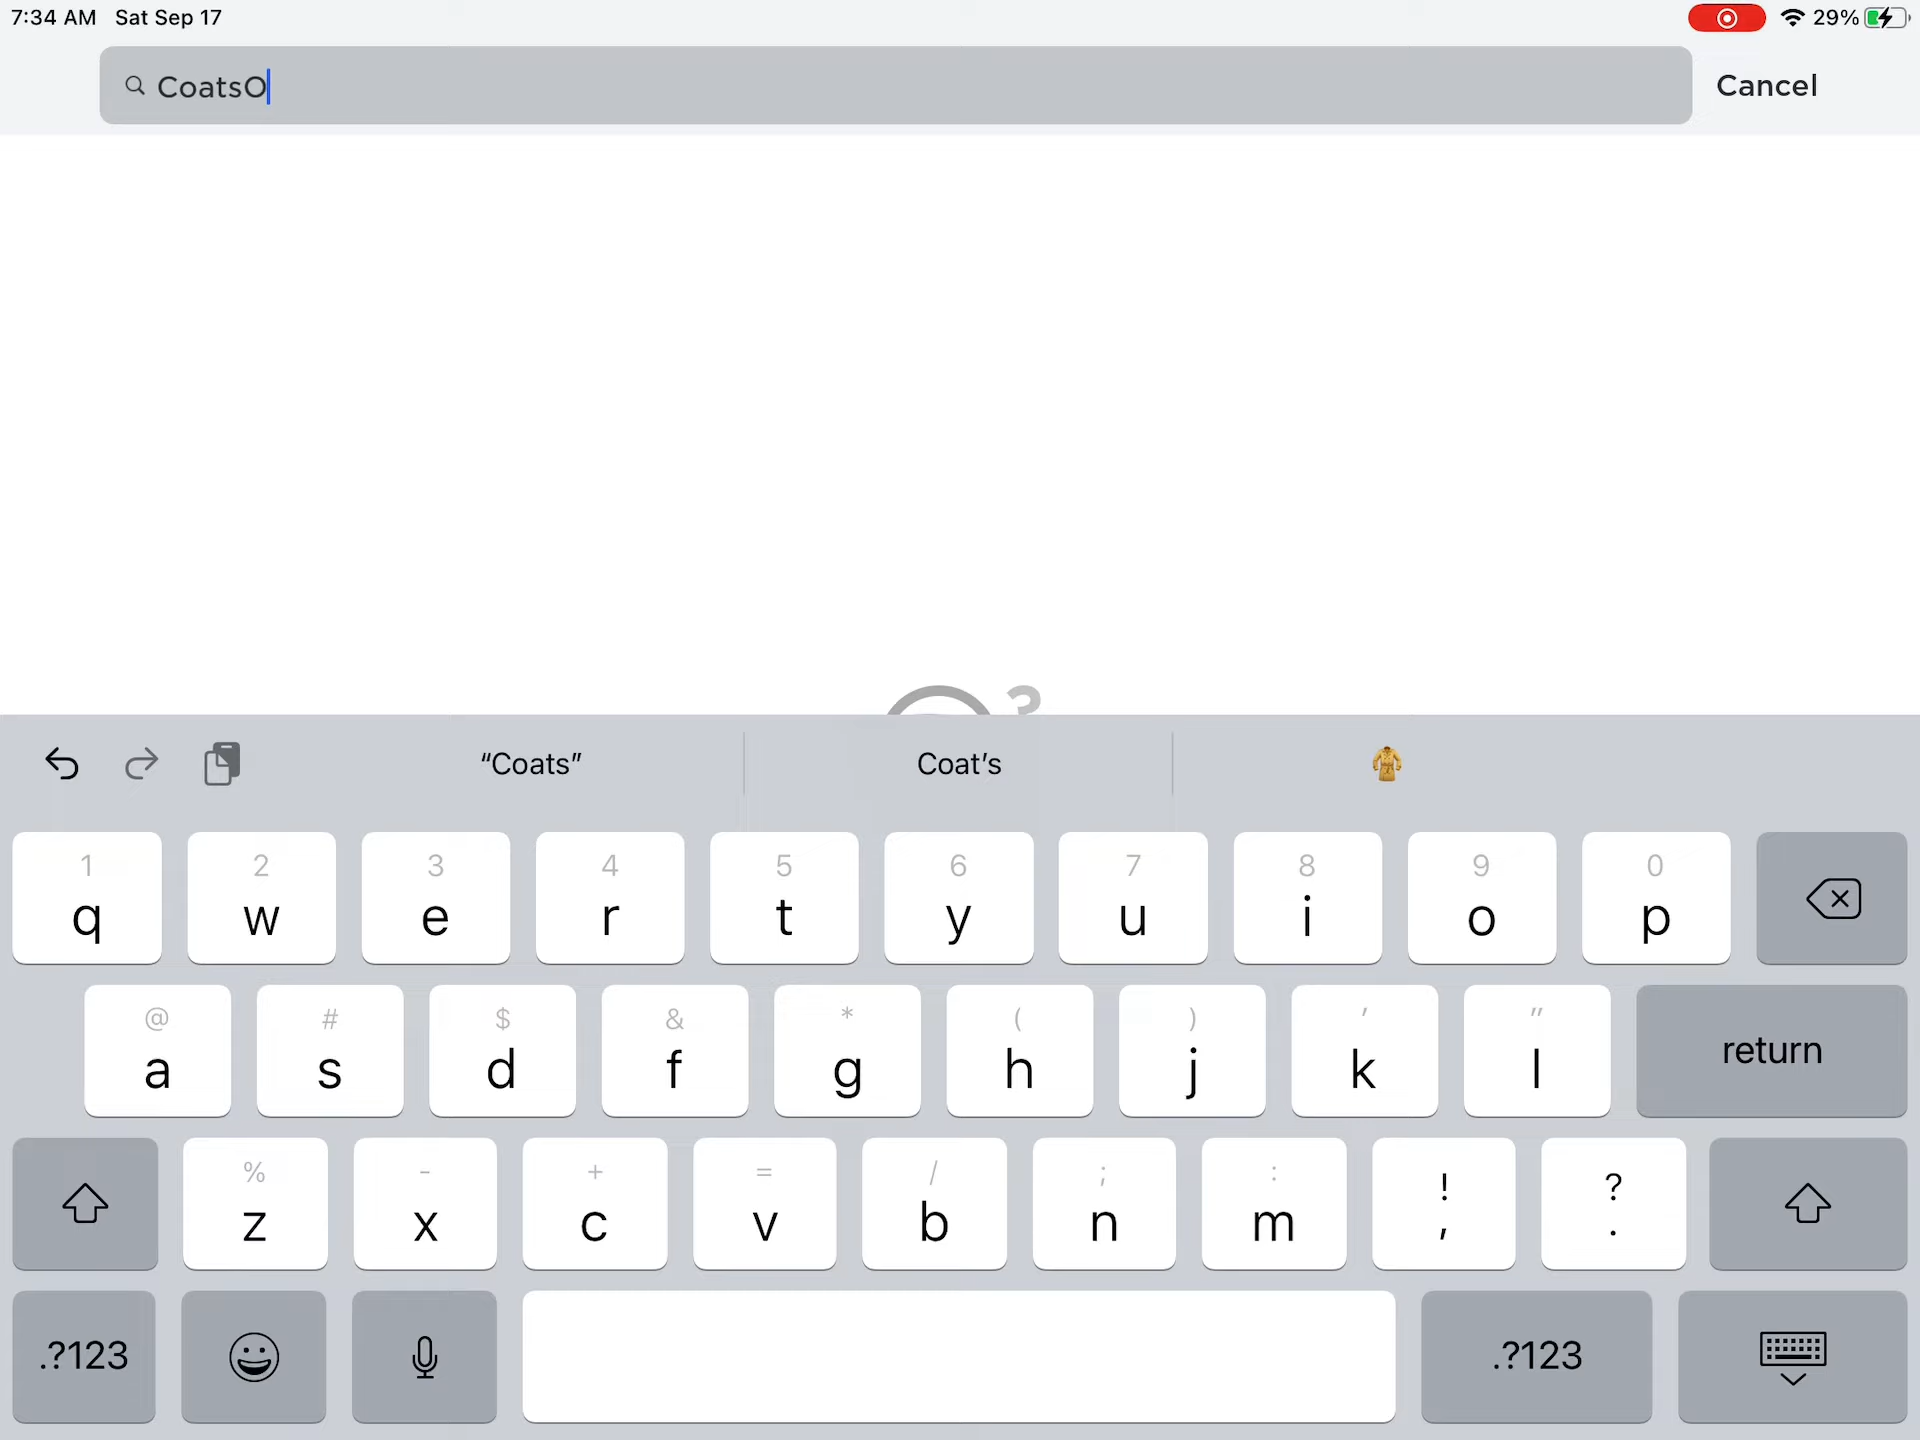 7:34 AM Sat Sep 17
29%
CoatsO
Cancel
“Coats”
Coat’s
1 2 3 4 5 6 7 8 9 0
q w e r t y u i o p
@ # $ & * ( ) ' "
a s d f g h j k l return
% - + = / ; : ! ?
z x c v b n m , .
.?123 .?123